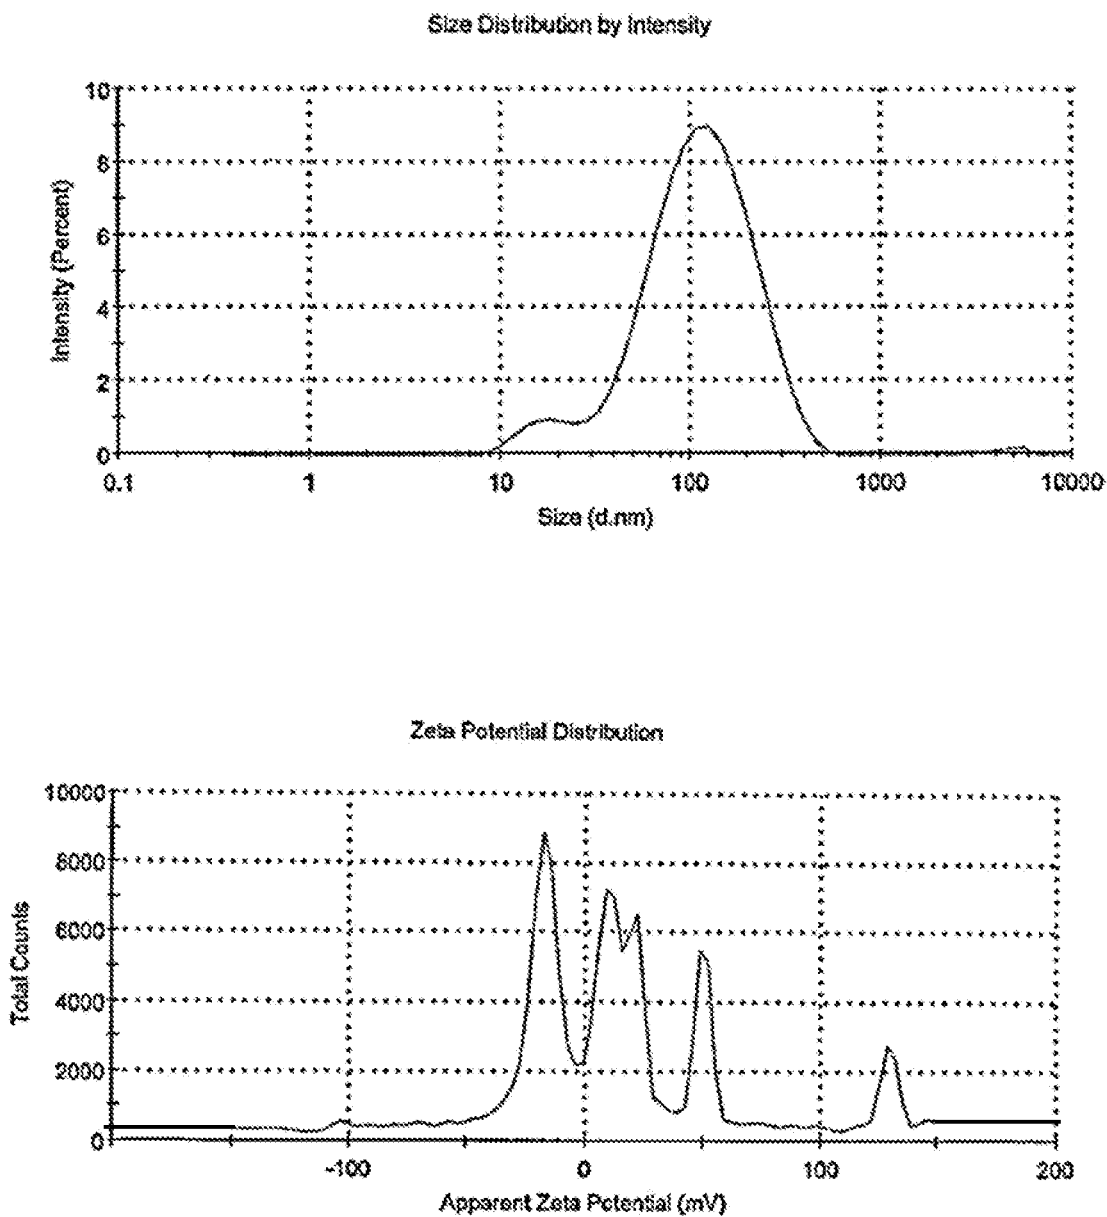 Size Distribution by Intensity
10
8
6
4
2
0
Intensity (Percent)
0.1 1 10 100 1000 10000
Size (d.nm)
Zeta Potential Distribution
10000
8000
6000
4000
2000
0
Total Counts
-100 0 100 200
Apparent Zeta Potential (mV)